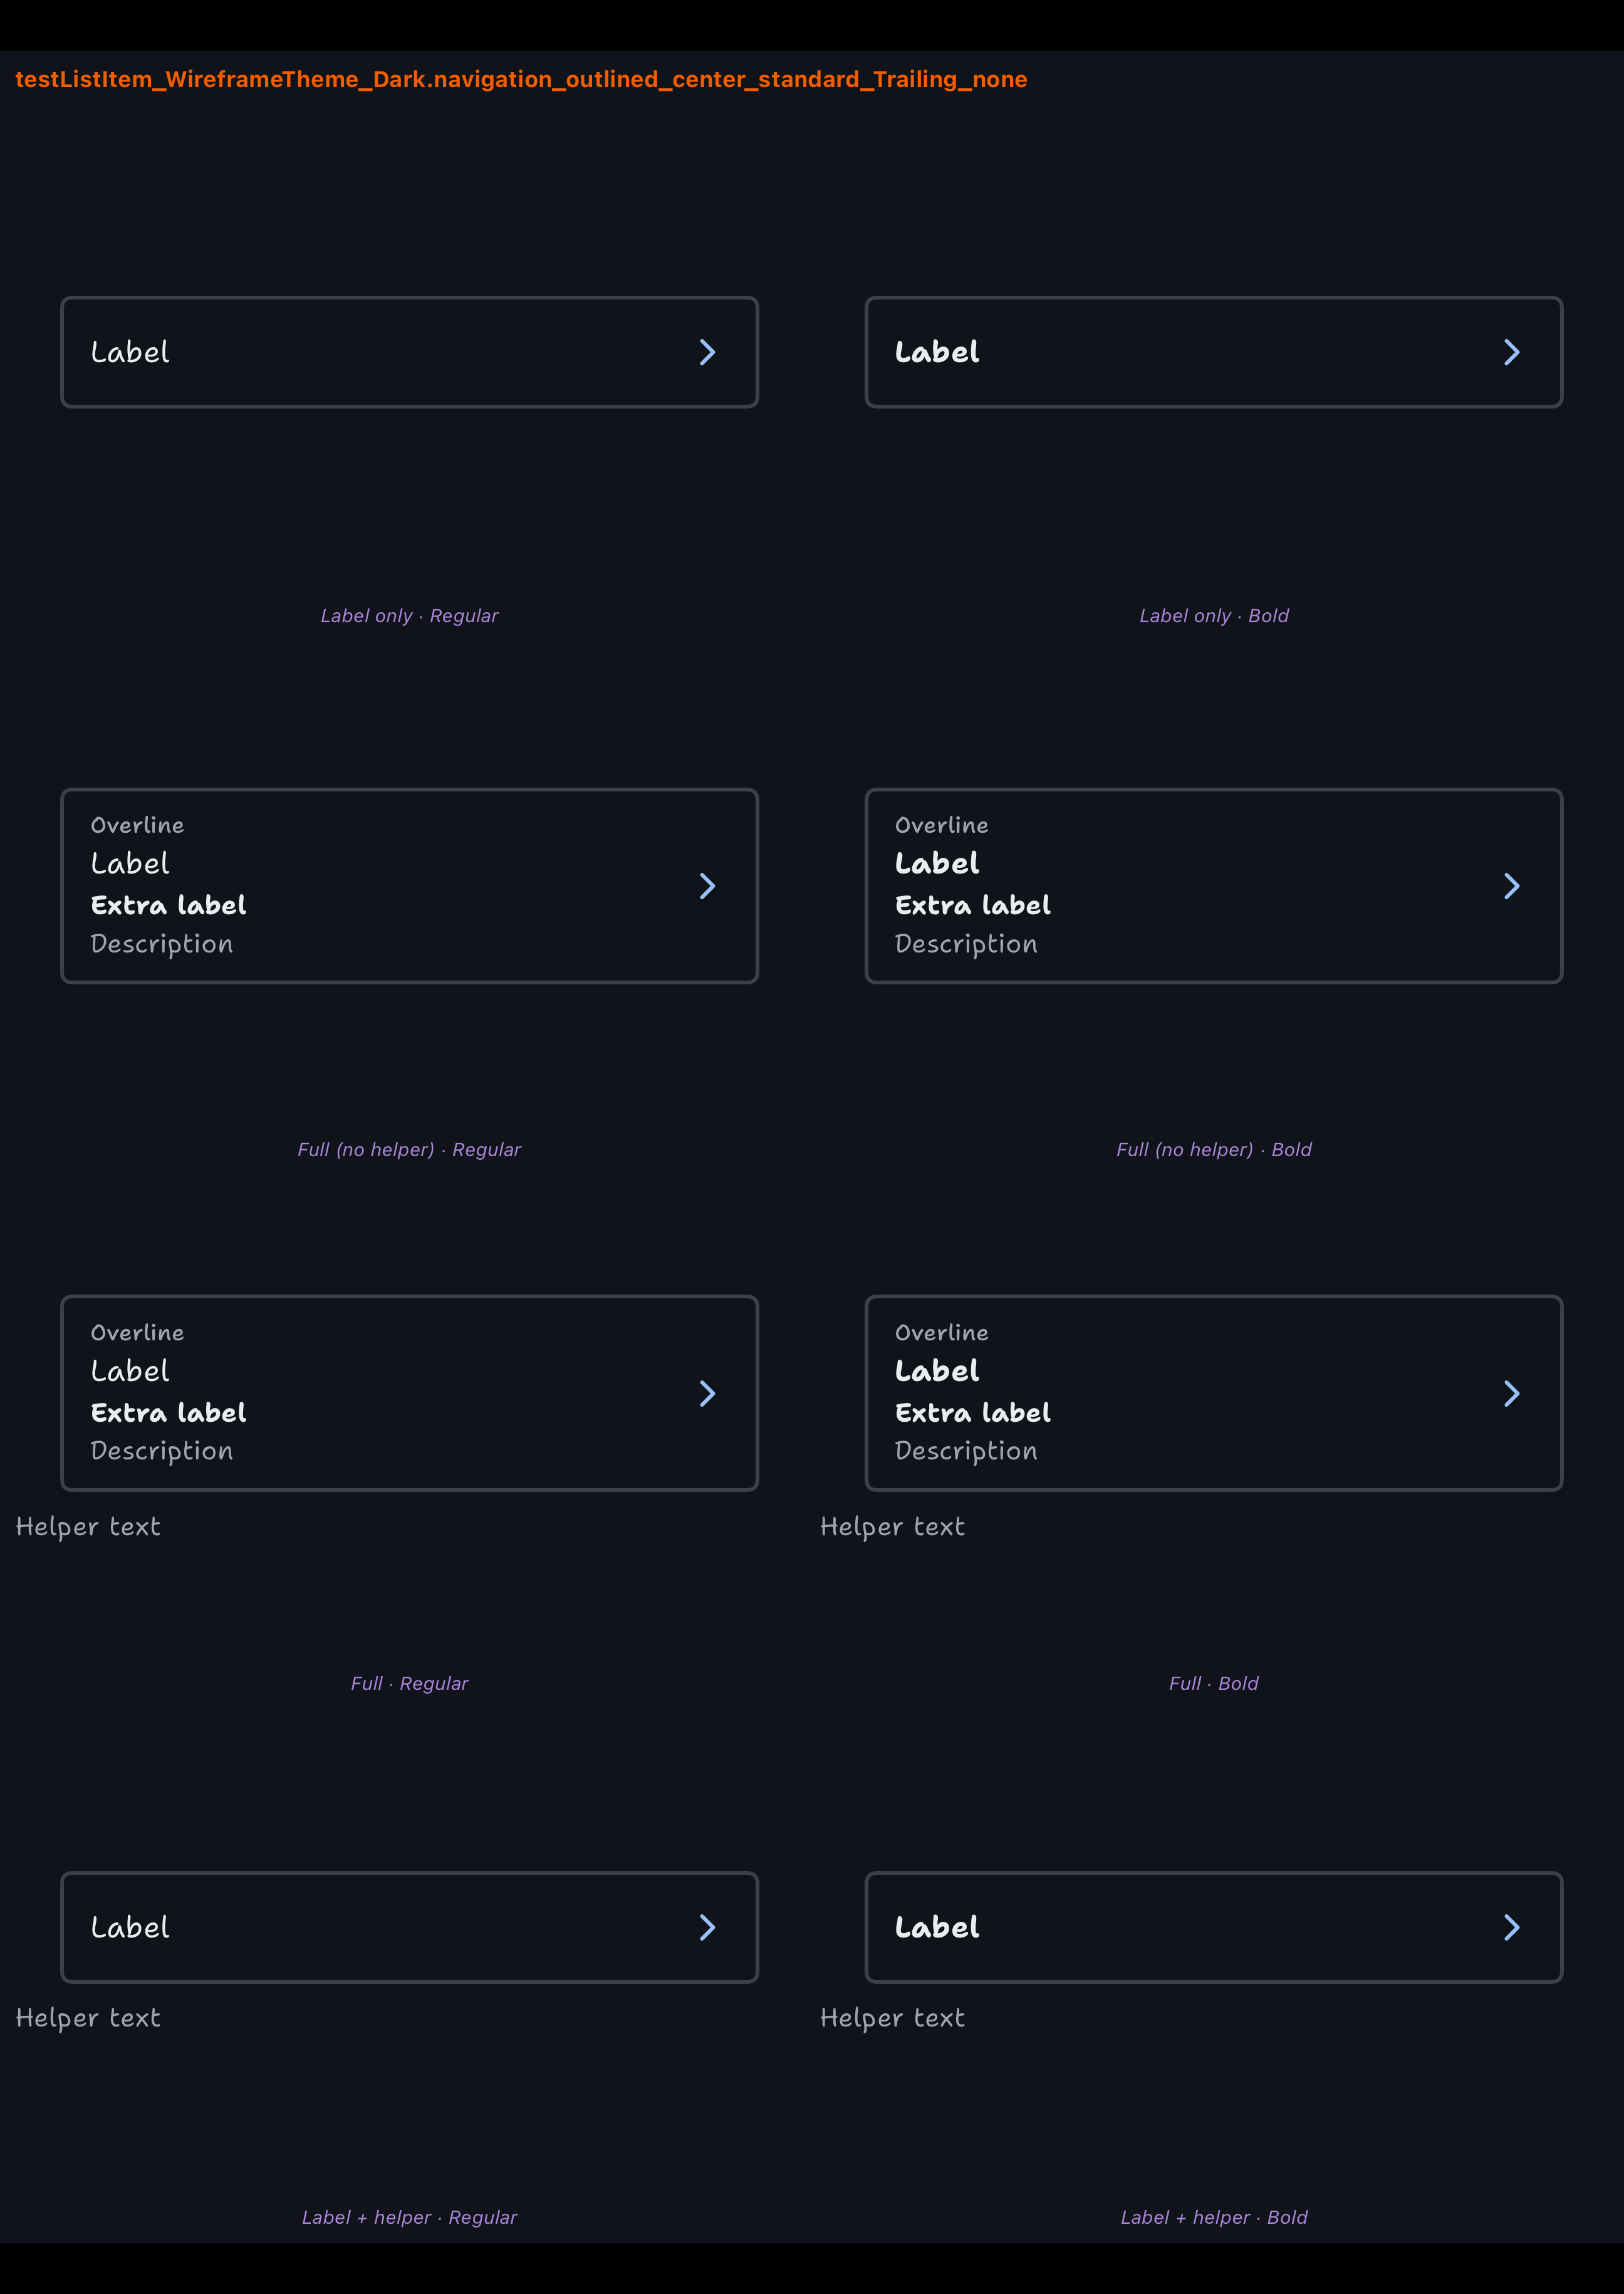 testListItem_WireframeTheme_Dark.navigation_outlined_center_standard_Trailing_none
Label
Label
Label only · Regular
Label only · Bold
Overline
Label
Extra label
Description
Overline
Label
Extra label
Description
Full (no helper) · Regular
Full (no helper) · Bold
Overline
Label
Extra label
Description
Helper text
Overline
Label
Extra label
Description
Helper text
Full · Regular
Full · Bold
Label
Helper text
Label
Helper text
Label + helper · Regular
Label + helper · Bold